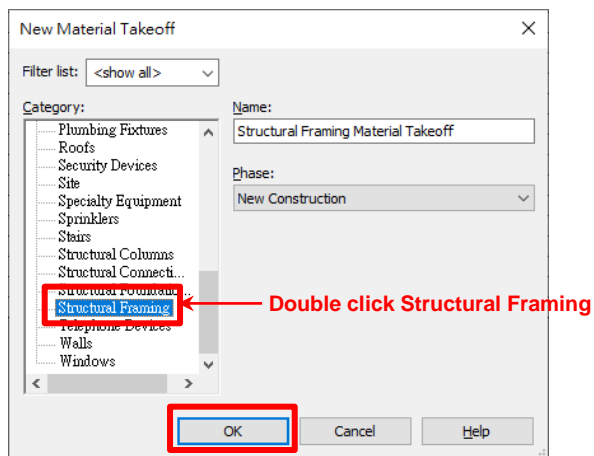 New Material Takeoff
Filter list: <show all>
Category:
Name:
Plumbing Fixtures
Structural Framing Material Takeoff
Roofs
Security Devices
Phase:
Site
New Construction
Specialty Equipment
Sprinklers
Stairs
Structural Columns
Structural Connecti...
Structural Foundatio...
Structural Framing
Double click Structural Framing
Telephone Devices
Walls
Windows
OK Cancel Help